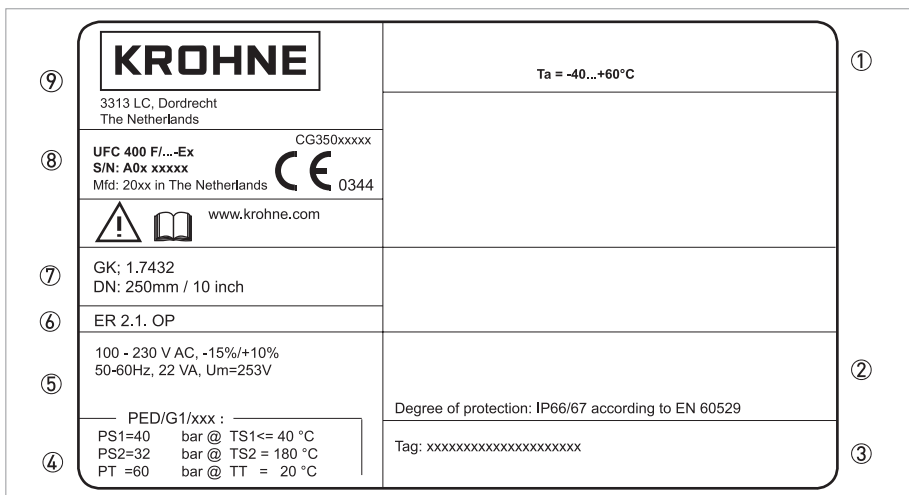 KROHNE
3313 LC, Dordrecht
The Netherlands
CG350xxxxx
UFC 400 F/...-Ex
S/N: A0x xxxxx
Mfd: 20xx in The Netherlands
CE 0344
www.krohne.com
GK; 1.7432
DN: 250mm / 10 inch
ER 2.1. OP
100 - 230 V AC, -15%/+10%
50-60Hz, 22 VA, Um=253V
PED/G1/xxx :
PS1=40 bar @ TS1<= 40 °C
PS2=32 bar @ TS2 = 180 °C
PT =60 bar @ TT = 20 °C
Ta = -40...+60°C
Degree of protection: IP66/67 according to EN 60529
Tag: xxxxxxxxxxxxxxxxxxxxx
⑨
⑧
⑦
⑥
⑤
④
①
②
③